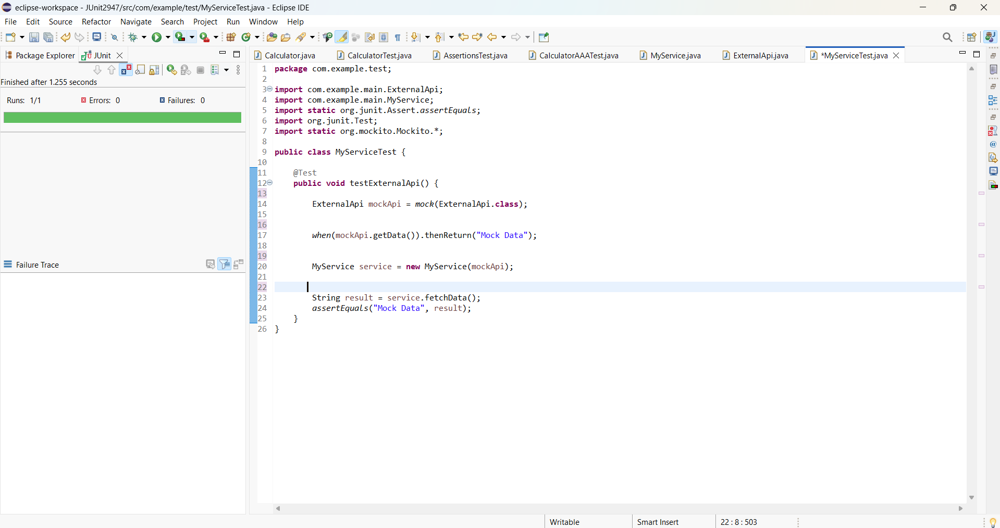 eclipse-workspace - JUnit2947/src/com/example/test/MyServiceTest.java - Eclipse IDE
File Edit Source Refactor Navigate Search Project Run Window Help
Package Explorer JUnit
Calculator.java CalculatorTest.java AssertionsTest.java CalculatorAAATest.java MyService.java ExternalApi.java *MyServiceTest.java
Finished after 1.255 seconds
Runs: 1/1 Errors: 0 Failures: 0
Failure Trace
1 package com.example.test;
2
3 import com.example.main.ExternalApi;
4 import com.example.main.MyService;
5 import static org.junit.Assert.assertEquals;
6 import org.junit.Test;
7 import static org.mockito.Mockito.*;
8
9 public class MyServiceTest {
10
11     @Test
12     public void testExternalApi() {
13
14         ExternalApi mockApi = mock(ExternalApi.class);
15
16
17         when(mockApi.getData()).thenReturn("Mock Data");
18
19
20         MyService service = new MyService(mockApi);
21
22
23         String result = service.fetchData();
24         assertEquals("Mock Data", result);
25     }
26 }
Writable Smart Insert 22 : 8 : 503